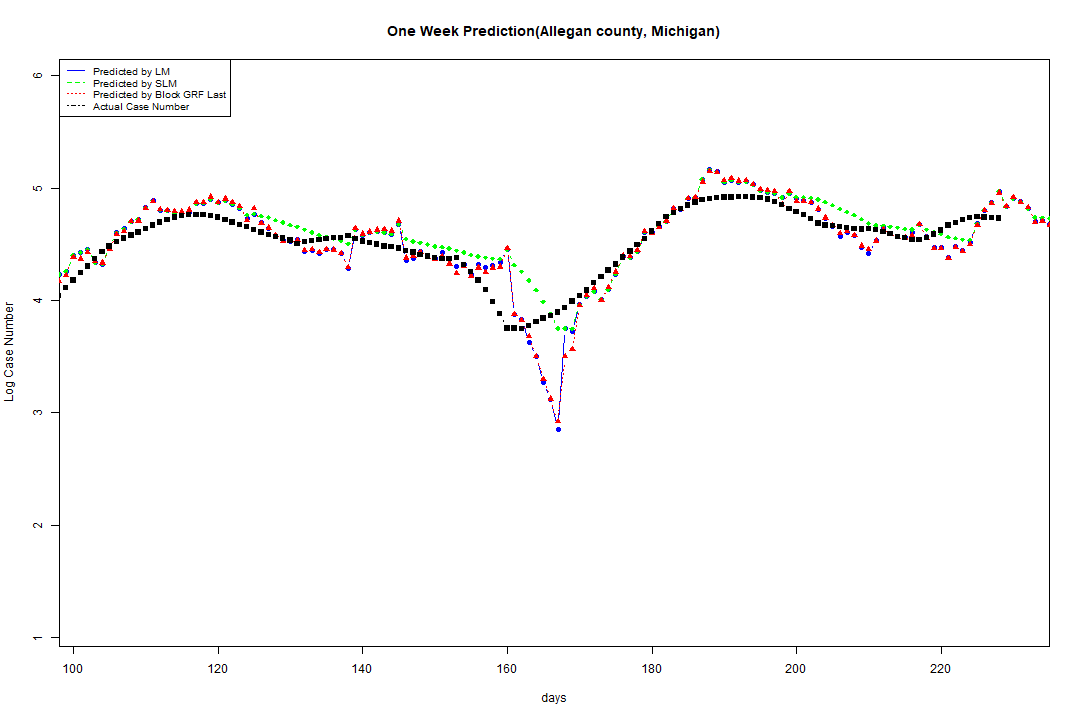 One Week Prediction(Allegan county, Michigan)
Predicted by LM
Predicted by SLM
Predicted by Block GRF Last
Actual Case Number
6
5
4
3
2
1
Log Case Number
100 120 140 160 180 200 220
days